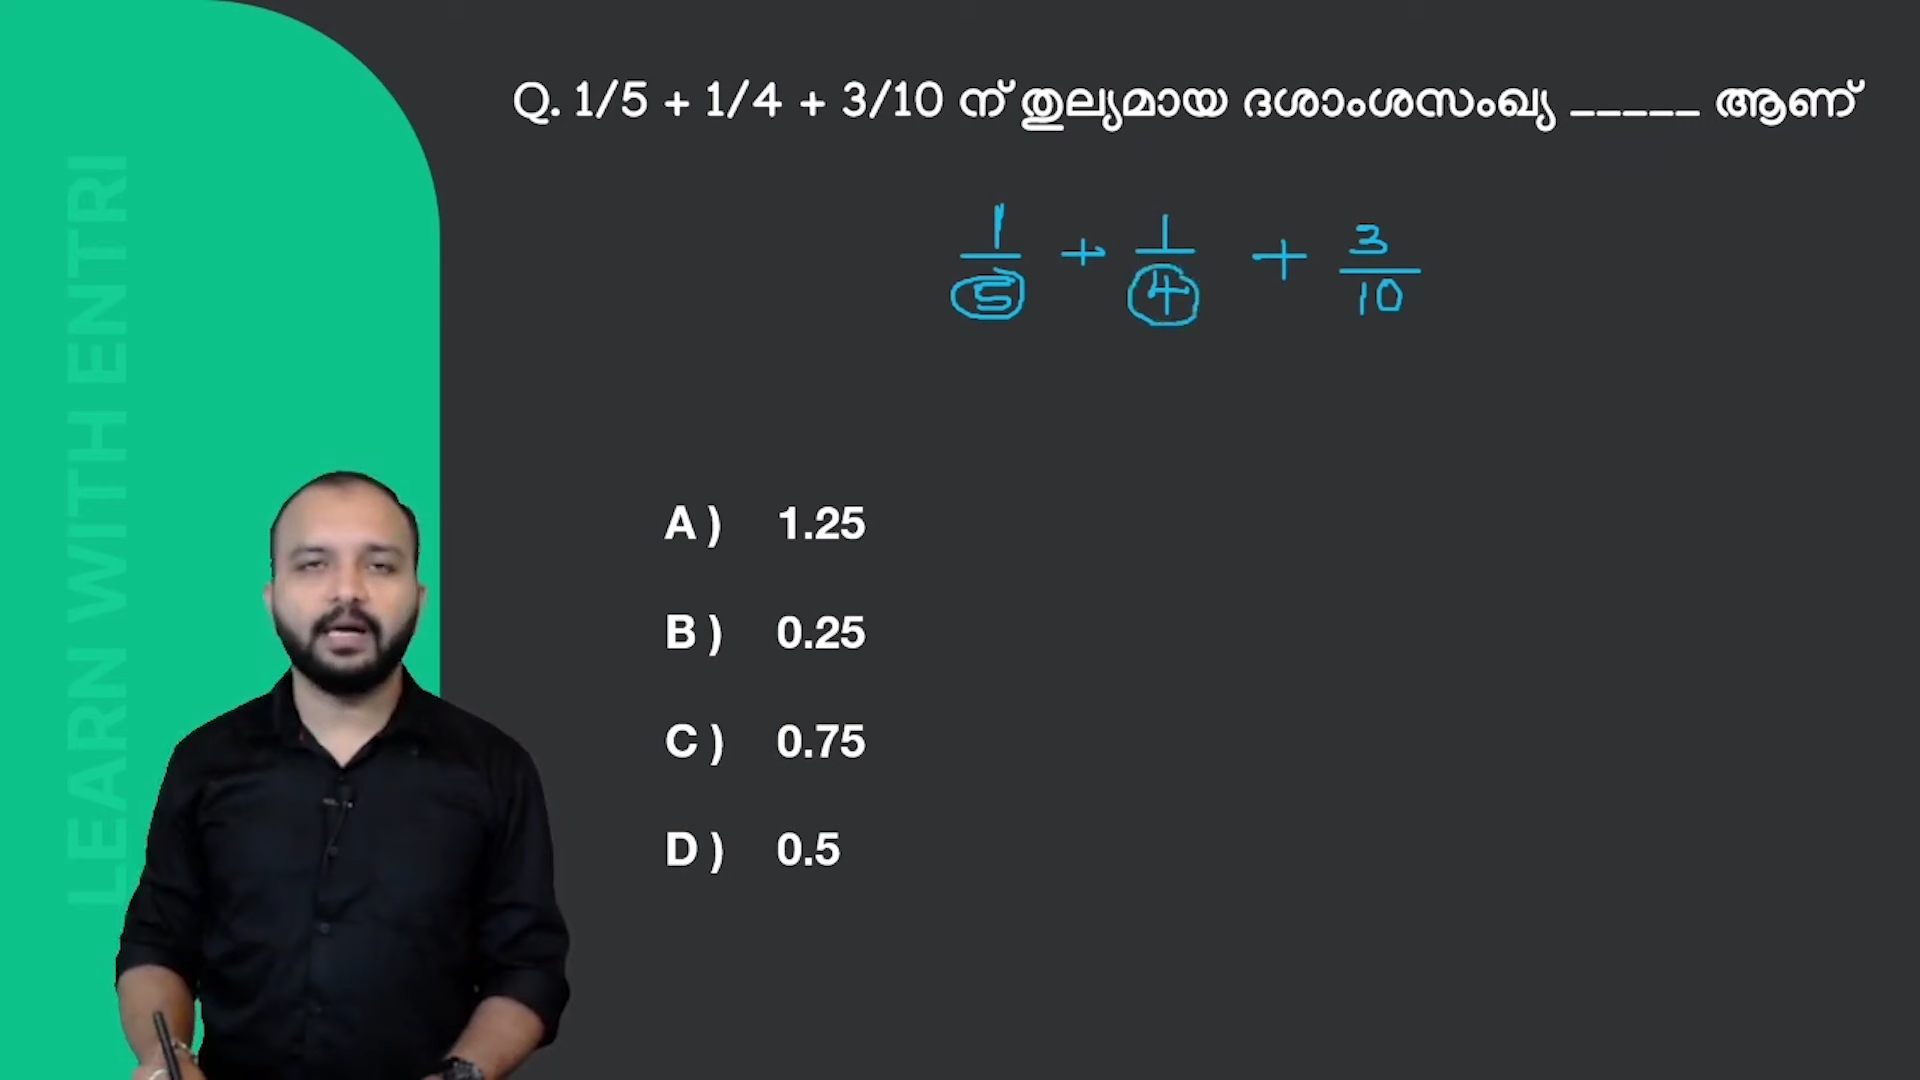 Q. 1/5 + 1/4 + 3/10 ന് തുല്യമായ ദശാംശസംഖ്യ _____ ആണ്
1/5 + 1/4 + 3/10
A ) 1.25
B ) 0.25
C ) 0.75
D ) 0.5
LEARN WITH ENTRI